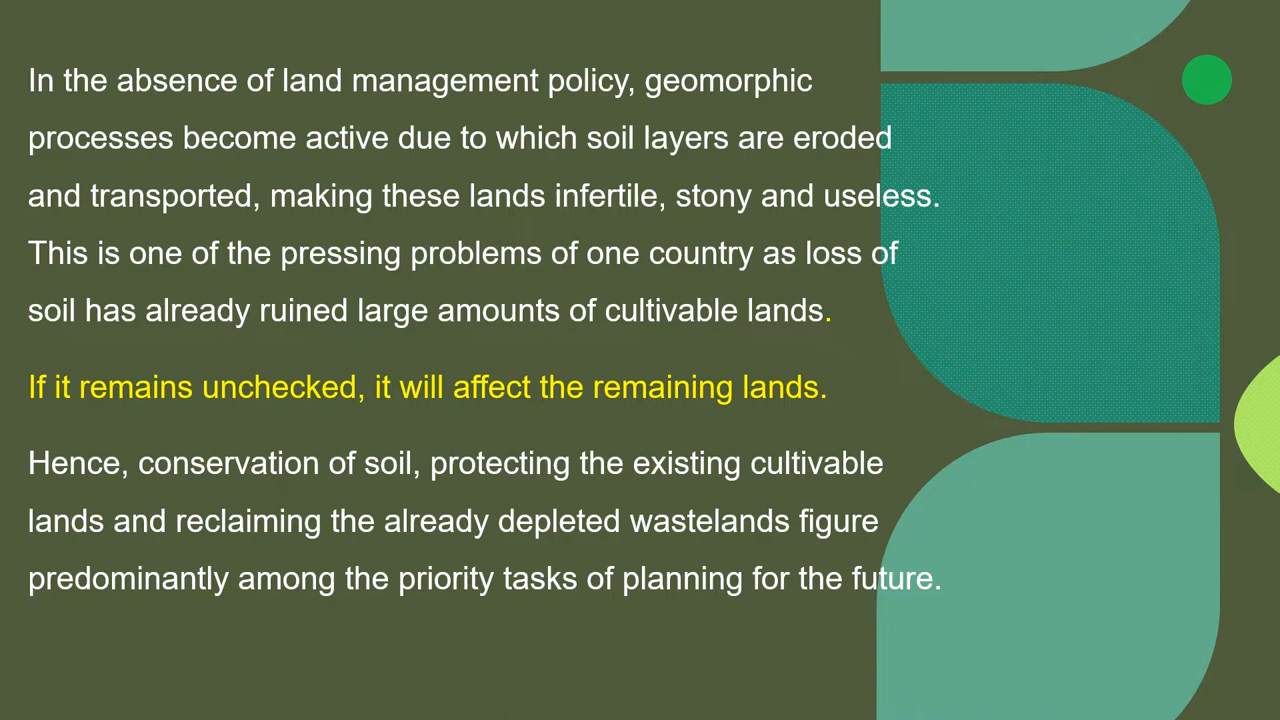 In the absence of land management policy, geomorphic
processes become active due to which soil layers are eroded
and transported, making these lands infertile, stony and useless.
This is one of the pressing problems of one country as loss of
soil has already ruined large amounts of cultivable lands.
If it remains unchecked, it will affect the remaining lands.
Hence, conservation of soil, protecting the existing cultivable
lands and reclaiming the already depleted wastelands figure
predominantly among the priority tasks of planning for the future.